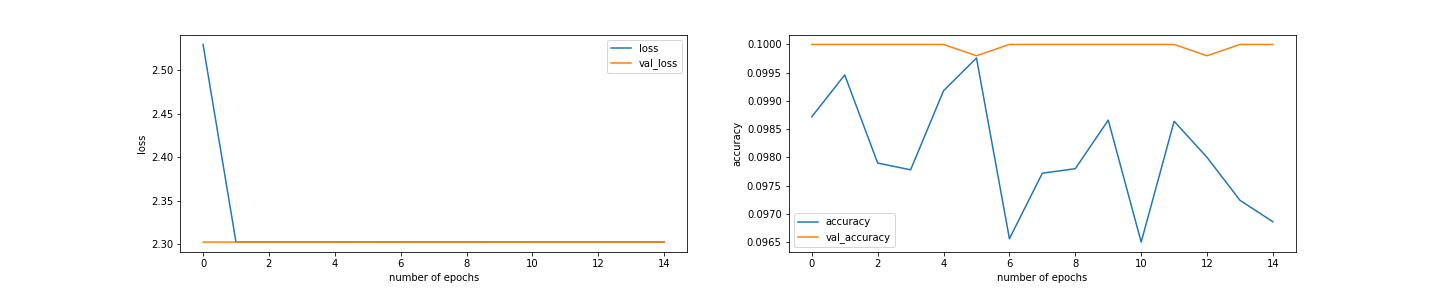 loss
val_loss
2.50
2.45
2.40
2.35
2.30
loss
0 2 4 6 8 10 12 14
number of epochs
0.1000
0.0995
0.0990
0.0985
0.0980
0.0975
0.0970
0.0965
accuracy
accuracy
val_accuracy
0 2 4 6 8 10 12 14
number of epochs